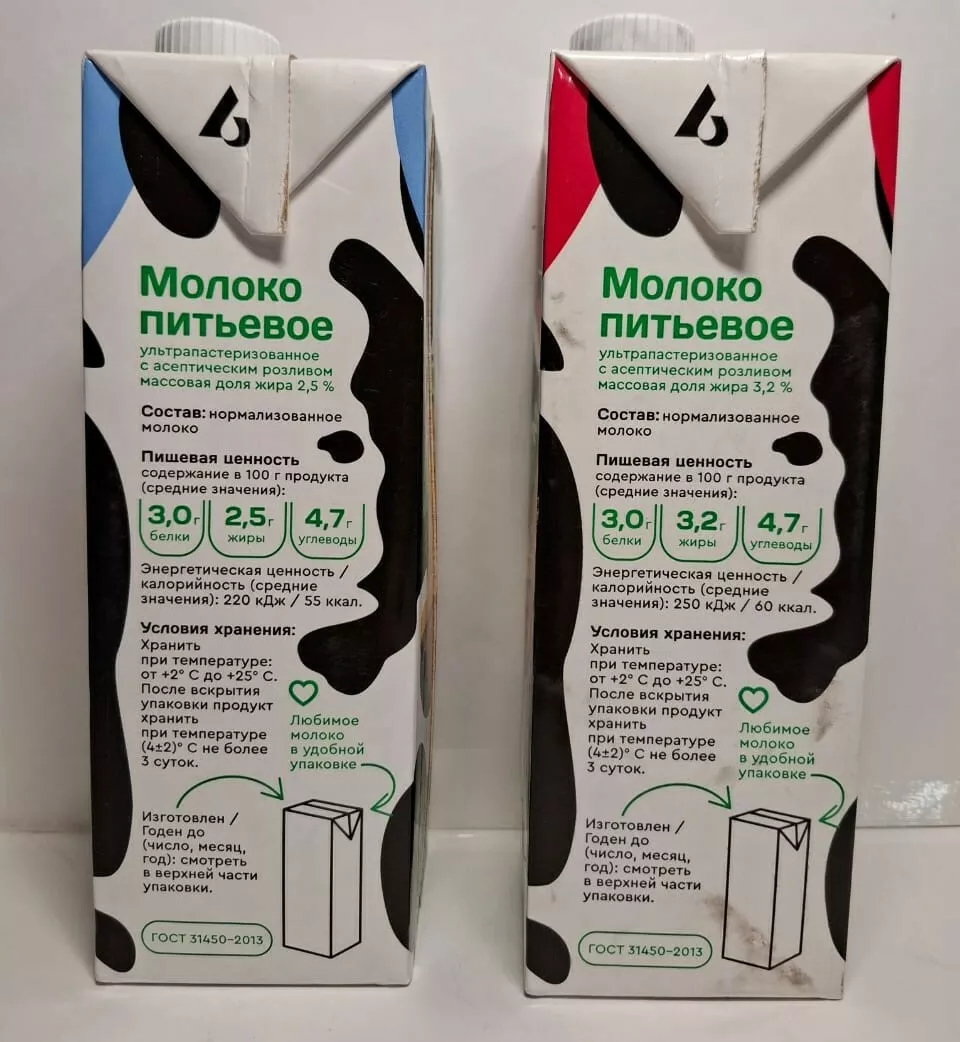 Молоко
питьевое
ультрапастеризованное
с асептическим розливом
массовая доля жира 2,5 %
Состав: нормализованное
молоко
Пищевая ценность
содержание в 100 г продукта
(средние значения):
3,0 г 2,5 г 4,7 г
белки жиры углеводы
Энергетическая ценность /
калорийность (средние
значения): 220 кДж / 55 ккал.
Условия хранения:
Хранить
при температуре:
от +2° С до +25° С.
После вскрытия
упаковки продукт
хранить
при температуре
(4±2)° С не более
3 суток.
Любимое
молоко
в удобной
упаковке
Изготовлен /
Годен до
(число, месяц,
год): смотреть
в верхней части
упаковки.
ГОСТ 31450-2013
Молоко
питьевое
ультрапастеризованное
с асептическим розливом
массовая доля жира 3,2 %
Состав: нормализованное
молоко
Пищевая ценность
содержание в 100 г продукта
(средние значения):
3,0 г 3,2 г 4,7 г
белки жиры углеводы
Энергетическая ценность /
калорийность (средние
значения): 250 кДж / 60 ккал.
Условия хранения:
Хранить
при температуре:
от +2° С до +25° С.
После вскрытия
упаковки продукт
хранить
при температуре
(4±2)° С не более
3 суток.
Любимое
молоко
в удобной
упаковке
Изготовлен /
Годен до
(число, месяц,
год): смотреть
в верхней части
упаковки.
ГОСТ 31450-2013